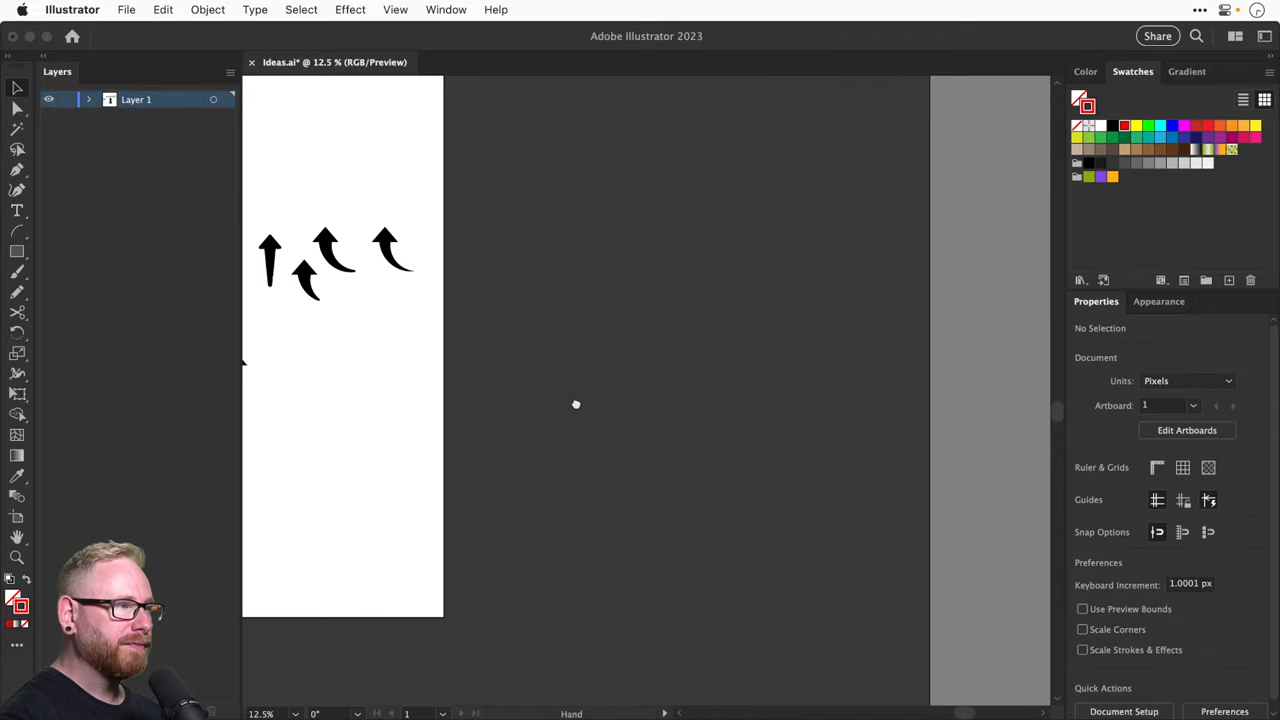 Illustrator File Edit Object Type Select Effect View Window Help
Adobe Illustrator 2023
Share
Layers
Ideas.ai* @ 12.5 % (RGB/Preview)
Color Swatches Gradient
Layer 1
Properties Appearance
No Selection
Document
Units: Pixels
Artboard: 1
Edit Artboards
Ruler & Grids
Guides
Snap Options
Preferences
Keyboard Increment: 1.0001 px
Use Preview Bounds
Scale Corners
Scale Strokes & Effects
Quick Actions
Document Setup Preferences
12.5% 0° 1 Hand